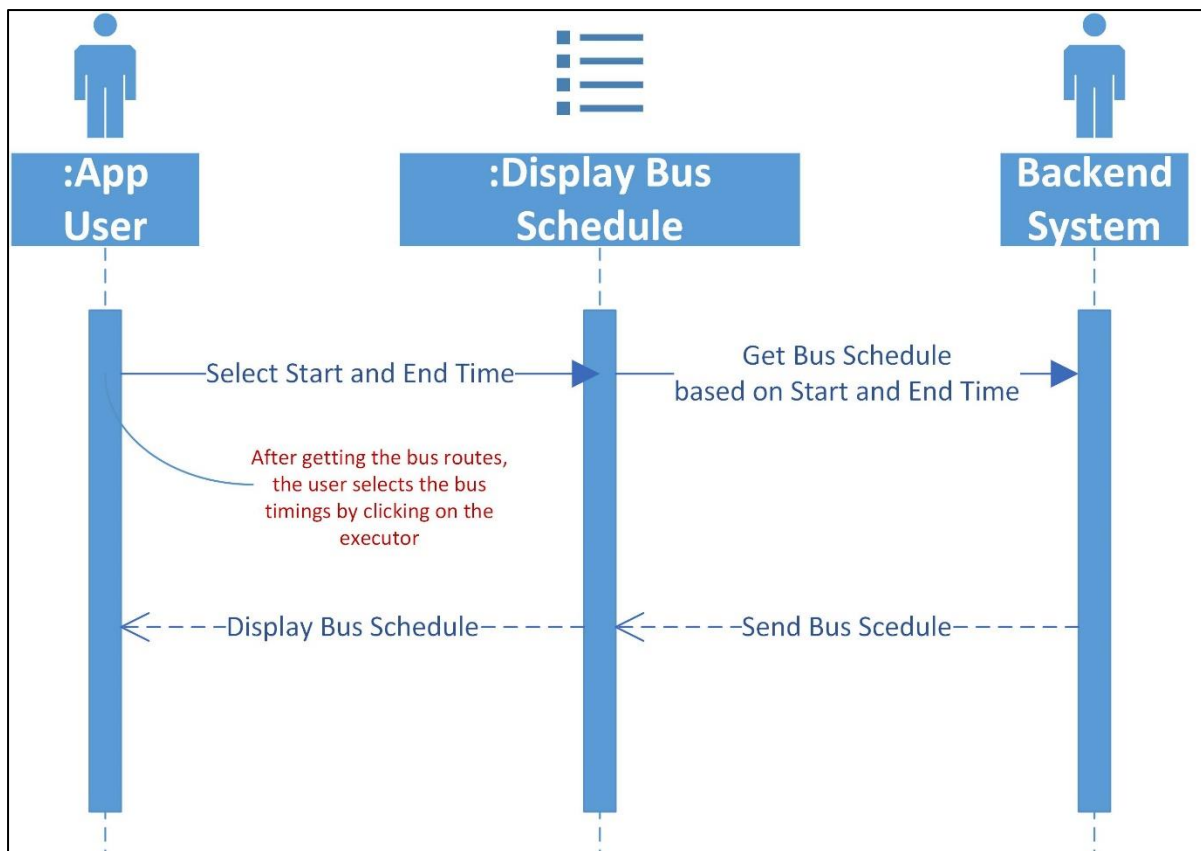 :App
User
:Display Bus
Schedule
Backend
System
Select Start and End Time
Get Bus Schedule
based on Start and End Time
After getting the bus routes,
the user selects the bus
timings by clicking on the
executor
Display Bus Schedule
Send Bus Scedule